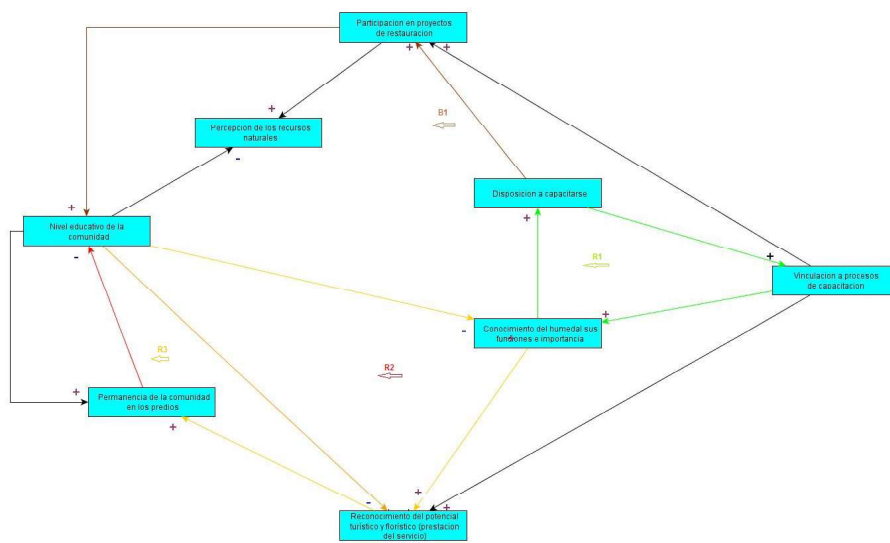 Participacion en proyectos
de restauracion
+
+
+
Percepcion de los recursos
naturales
-
B1
Disposicion a capacitarse
+
+
Nivel educativo de la
comunidad
-
R1
+
Vinculacion a procesos
de capacitacion
+
-
Conocimiento del humedal sus
funciones e importancia
+
R3
R2
+
Permanencia de la comunidad
en los predios
+
-
+
+
Reconocimiento del potencial
turístico y florístico (prestacion
del servicio)